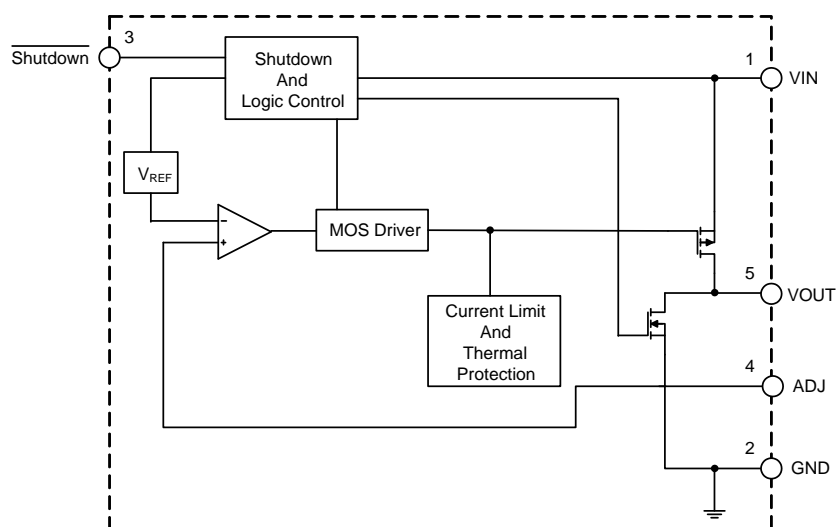 3
Shutdown
Shutdown
And
Logic Control
1
VIN
VREF
−
+
MOS Driver
5
VOUT
Current Limit
And
Thermal
Protection
4
ADJ
2
GND